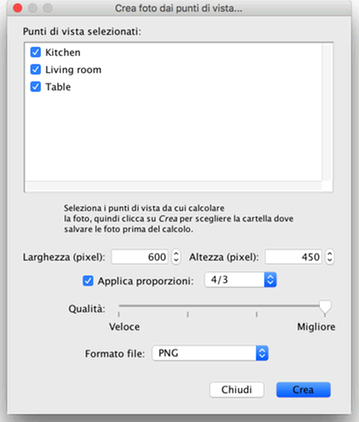 Crea foto dai punti di vista...
Punti di vista selezionati:
Kitchen
Living room
Table
Seleziona i punti di vista da cui calcolare
la foto, quindi clicca su Crea per scegliere la cartella dove
salvare le foto prima del calcolo.
Larghezza (pixel): 600 Altezza (pixel): 450
Applica proporzioni: 4/3
Qualità:
Veloce Migliore
Formato file: PNG
Chiudi Crea